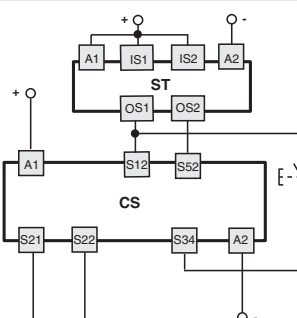 + -
A1 IS1 IS2 A2
ST
OS1 OS2
+
A1 S12 S52
CS
S21 S22 S34 A2
-